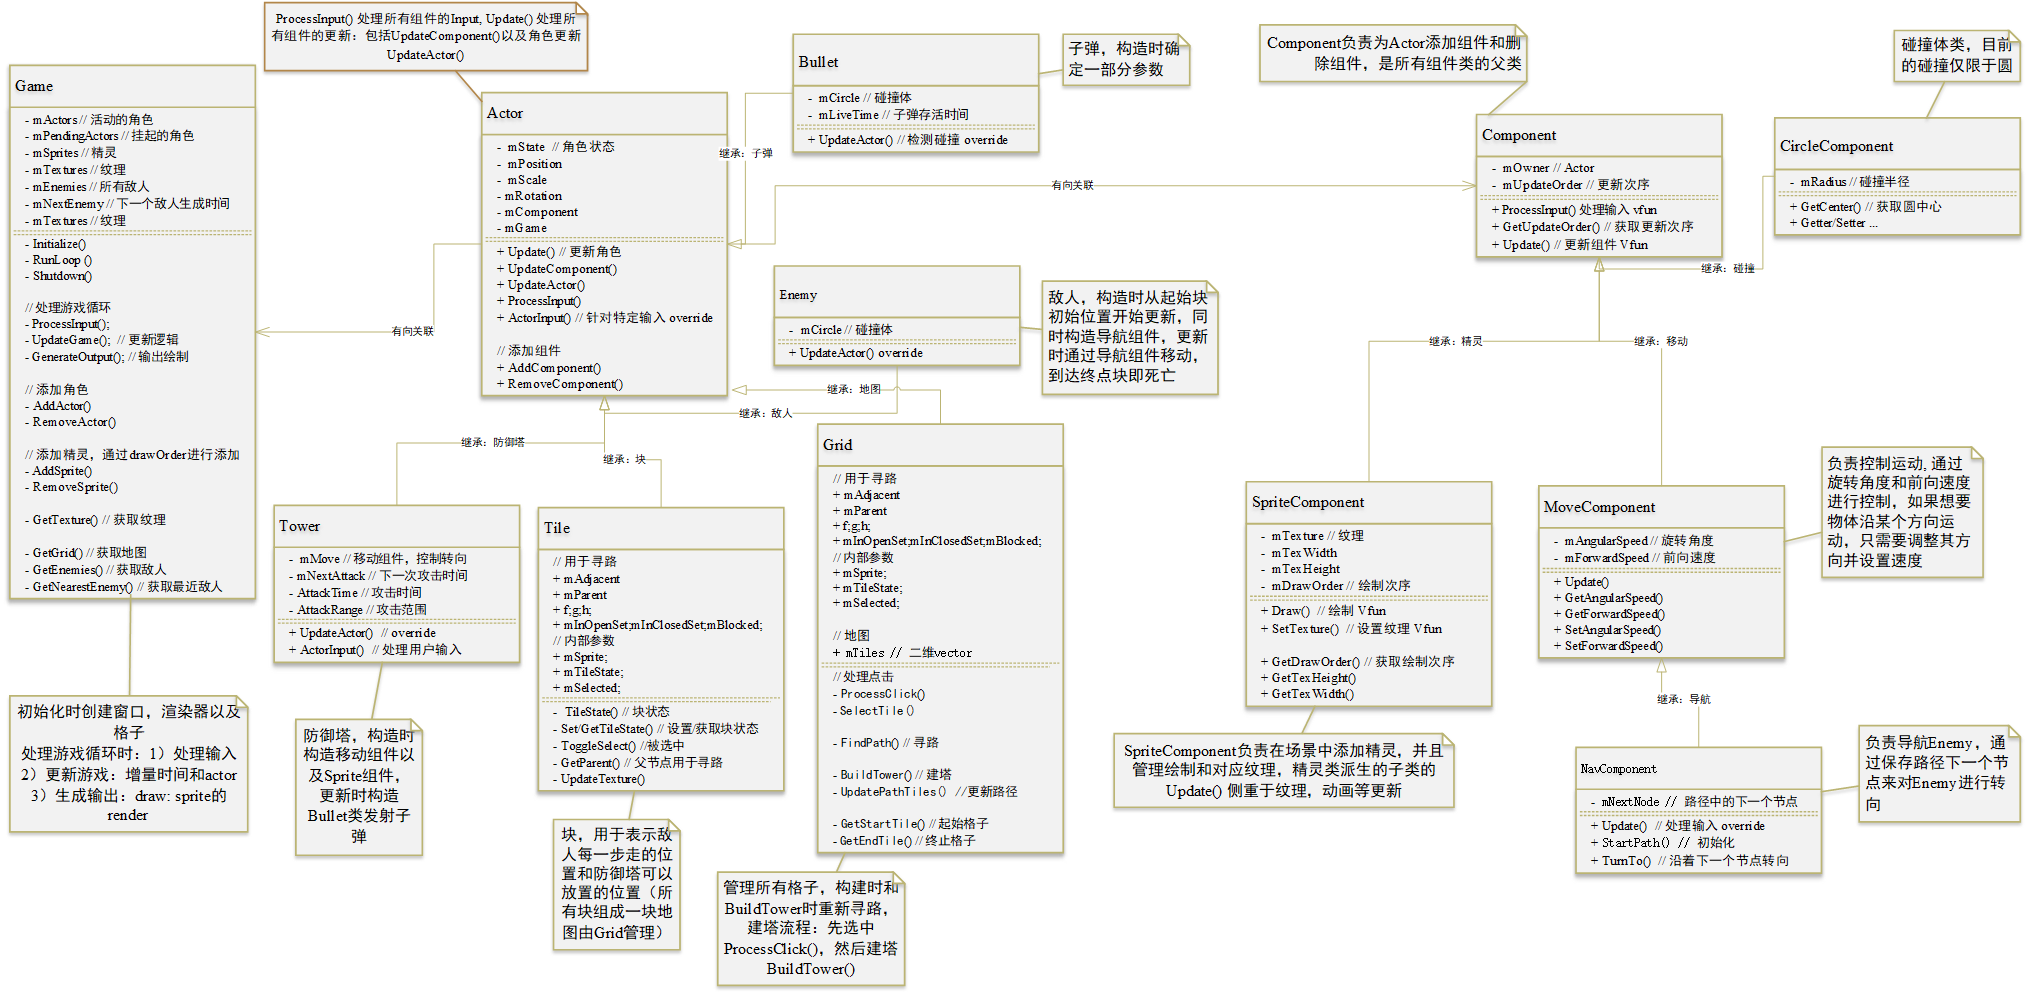 ProcessInput() 处理所有组件的Input, Update() 处理所
有组件的更新：包括UpdateComponent()以及角色更新
UpdateActor()
Game
- mActors // 活动的角色
- mPendingActors // 挂起的角色
- mSprites // 精灵
- mTextures // 纹理
- mEnemies // 所有敌人
- mNextEnemy // 下一个敌人生成时间
- mTextures // 纹理
- Initialize()
- RunLoop ()
- Shutdown()
// 处理游戏循环
- ProcessInput();
- UpdateGame();  // 更新逻辑
- GenerateOutput(); // 输出绘制
// 添加角色
- AddActor()
- RemoveActor()
// 添加精灵，通过drawOrder进行添加
- AddSprite()
- RemoveSprite()
- GetTexture() // 获取纹理
- GetGrid() // 获取地图
- GetEnemies() // 获取敌人
- GetNearestEnemy() // 获取最近敌人
初始化时创建窗口，渲染器以及
格子
处理游戏循环时：1）处理输入
2）更新游戏：增量时间和actor
3）生成输出：draw: sprite的
render
有向关联
Actor
- mState  // 角色状态
- mPosition
- mScale
- mRotation
- mComponent
- mGame
+ Update() // 更新角色
+ UpdateComponent()
+ UpdateActor()
+ ProcessInput()
+ ActorInput() // 针对特定输入 override
// 添加组件
+ AddComponent()
+ RemoveComponent()
继承：子弹
Bullet
- mCircle // 碰撞体
- mLiveTime // 子弹存活时间
+ UpdateActor() // 检测碰撞 override
子弹，构造时确
定一部分参数
有向关联
Enemy
- mCircle // 碰撞体
+ UpdateActor() override
敌人，构造时从起始块
初始位置开始更新，同
时构造导航组件，更新
时通过导航组件移动，
到达终点块即死亡
继承：地图
继承：敌人
继承：防御塔
继承：块
Tower
- mMove // 移动组件，控制转向
- mNextAttack // 下一次攻击时间
- AttackTime // 攻击时间
- AttackRange // 攻击范围
+ UpdateActor()  // override
+ ActorInput()  // 处理用户输入
防御塔，构造时
构造移动组件以
及Sprite组件，
更新时构造
Bullet类发射子
弹
Tile
// 用于寻路
+ mAdjacent
+ mParent
+ f;g;h;
+ mInOpenSet;mInClosedSet;mBlocked;
// 内部参数
+ mSprite;
+ mTileState;
+ mSelected;
- TileState() // 块状态
- Set/GetTileState() // 设置/获取块状态
- ToggleSelect() //被选中
- GetParent() // 父节点用于寻路
- UpdateTexture()
块，用于表示敌
人每一步走的位
置和防御塔可以
放置的位置（所
有块组成一块地
图由Grid管理）
Grid
// 用于寻路
+ mAdjacent
+ mParent
+ f;g;h;
+ mInOpenSet;mInClosedSet;mBlocked;
// 内部参数
+ mSprite;
+ mTileState;
+ mSelected;
// 地图
+ mTiles // 二维vector
// 处理点击
- ProcessClick()
- SelectTile()
- FindPath() // 寻路
- BuildTower() // 建塔
- UpdatePathTiles() //更新路径
- GetStartTile() // 起始格子
- GetEndTile() // 终止格子
管理所有格子，构建时和
BuildTower时重新寻路，
建塔流程：先选中
ProcessClick()，然后建塔
BuildTower()
Component负责为Actor添加组件和删
除组件，是所有组件类的父类
Component
- mOwner // Actor
- mUpdateOrder // 更新次序
+ ProcessInput() 处理输入 vfun
+ GetUpdateOrder() // 获取更新次序
+ Update() // 更新组件 Vfun
碰撞体类，目前
的碰撞仅限于圆
CircleComponent
- mRadius // 碰撞半径
+ GetCenter() // 获取圆中心
+ Getter/Setter ...
继承：碰撞
继承：精灵
继承：移动
SpriteComponent
- mTexture // 纹理
- mTexWidth
- mTexHeight
- mDrawOrder // 绘制次序
+ Draw()  // 绘制 Vfun
+ SetTexture()  // 设置纹理 Vfun
+ GetDrawOrder() // 获取绘制次序
+ GetTexHeight()
+ GetTexWidth()
SpriteComponent负责在场景中添加精灵，并且
管理绘制和对应纹理，精灵类派生的子类的
Update() 侧重于纹理，动画等更新
MoveComponent
- mAngularSpeed // 旋转角度
- mForwardSpeed // 前向速度
+ Update()
+ GetAngularSpeed()
+ GetForwardSpeed()
+ SetAngularSpeed()
+ SetForwardSpeed()
负责控制运动, 通过
旋转角度和前向速度
进行控制，如果想要
物体沿某个方向运
动，只需要调整其方
向并设置速度
继承：导航
NavComponent
- mNextNode // 路径中的下一个节点
+ Update()  // 处理输入 override
+ StartPath() // 初始化
+ TurnTo()  // 沿着下一个节点转向
负责导航Enemy，通
过保存路径下一个节
点来对Enemy进行转
向